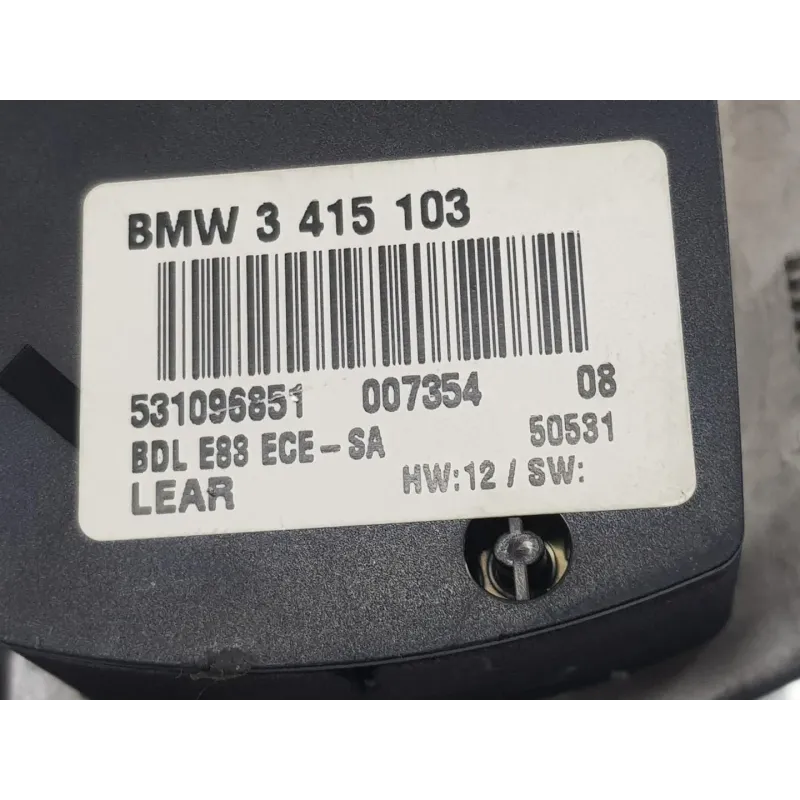 BMW 3 415 103
531096851 007354 08
BDL E83 ECE-SA 50531
LEAR HW:12 / SW: